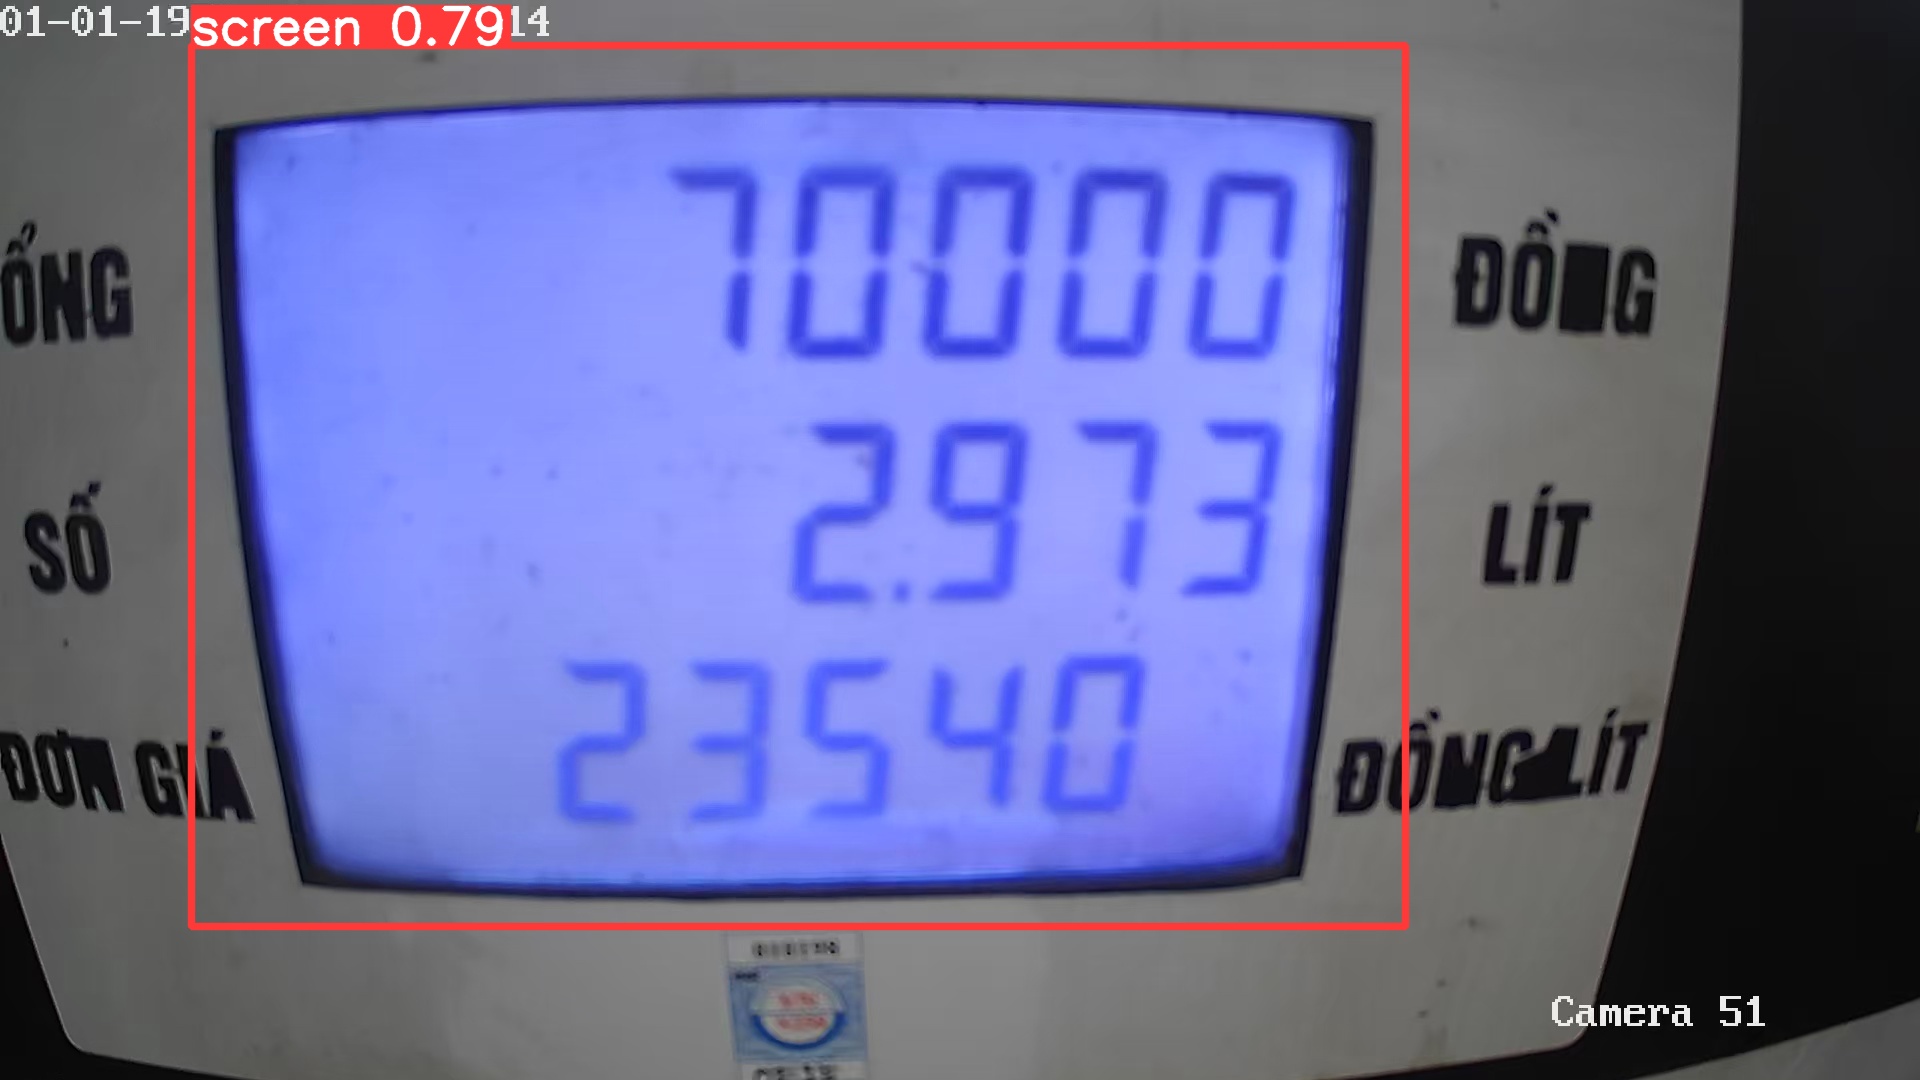 01-01-19
screen 0.79
14
70000
ỔNG
ĐỒNG
2.973
SỐ
LÍT
23540
ĐƠN GIÁ
ĐỒNG/LÍT
Camera 51